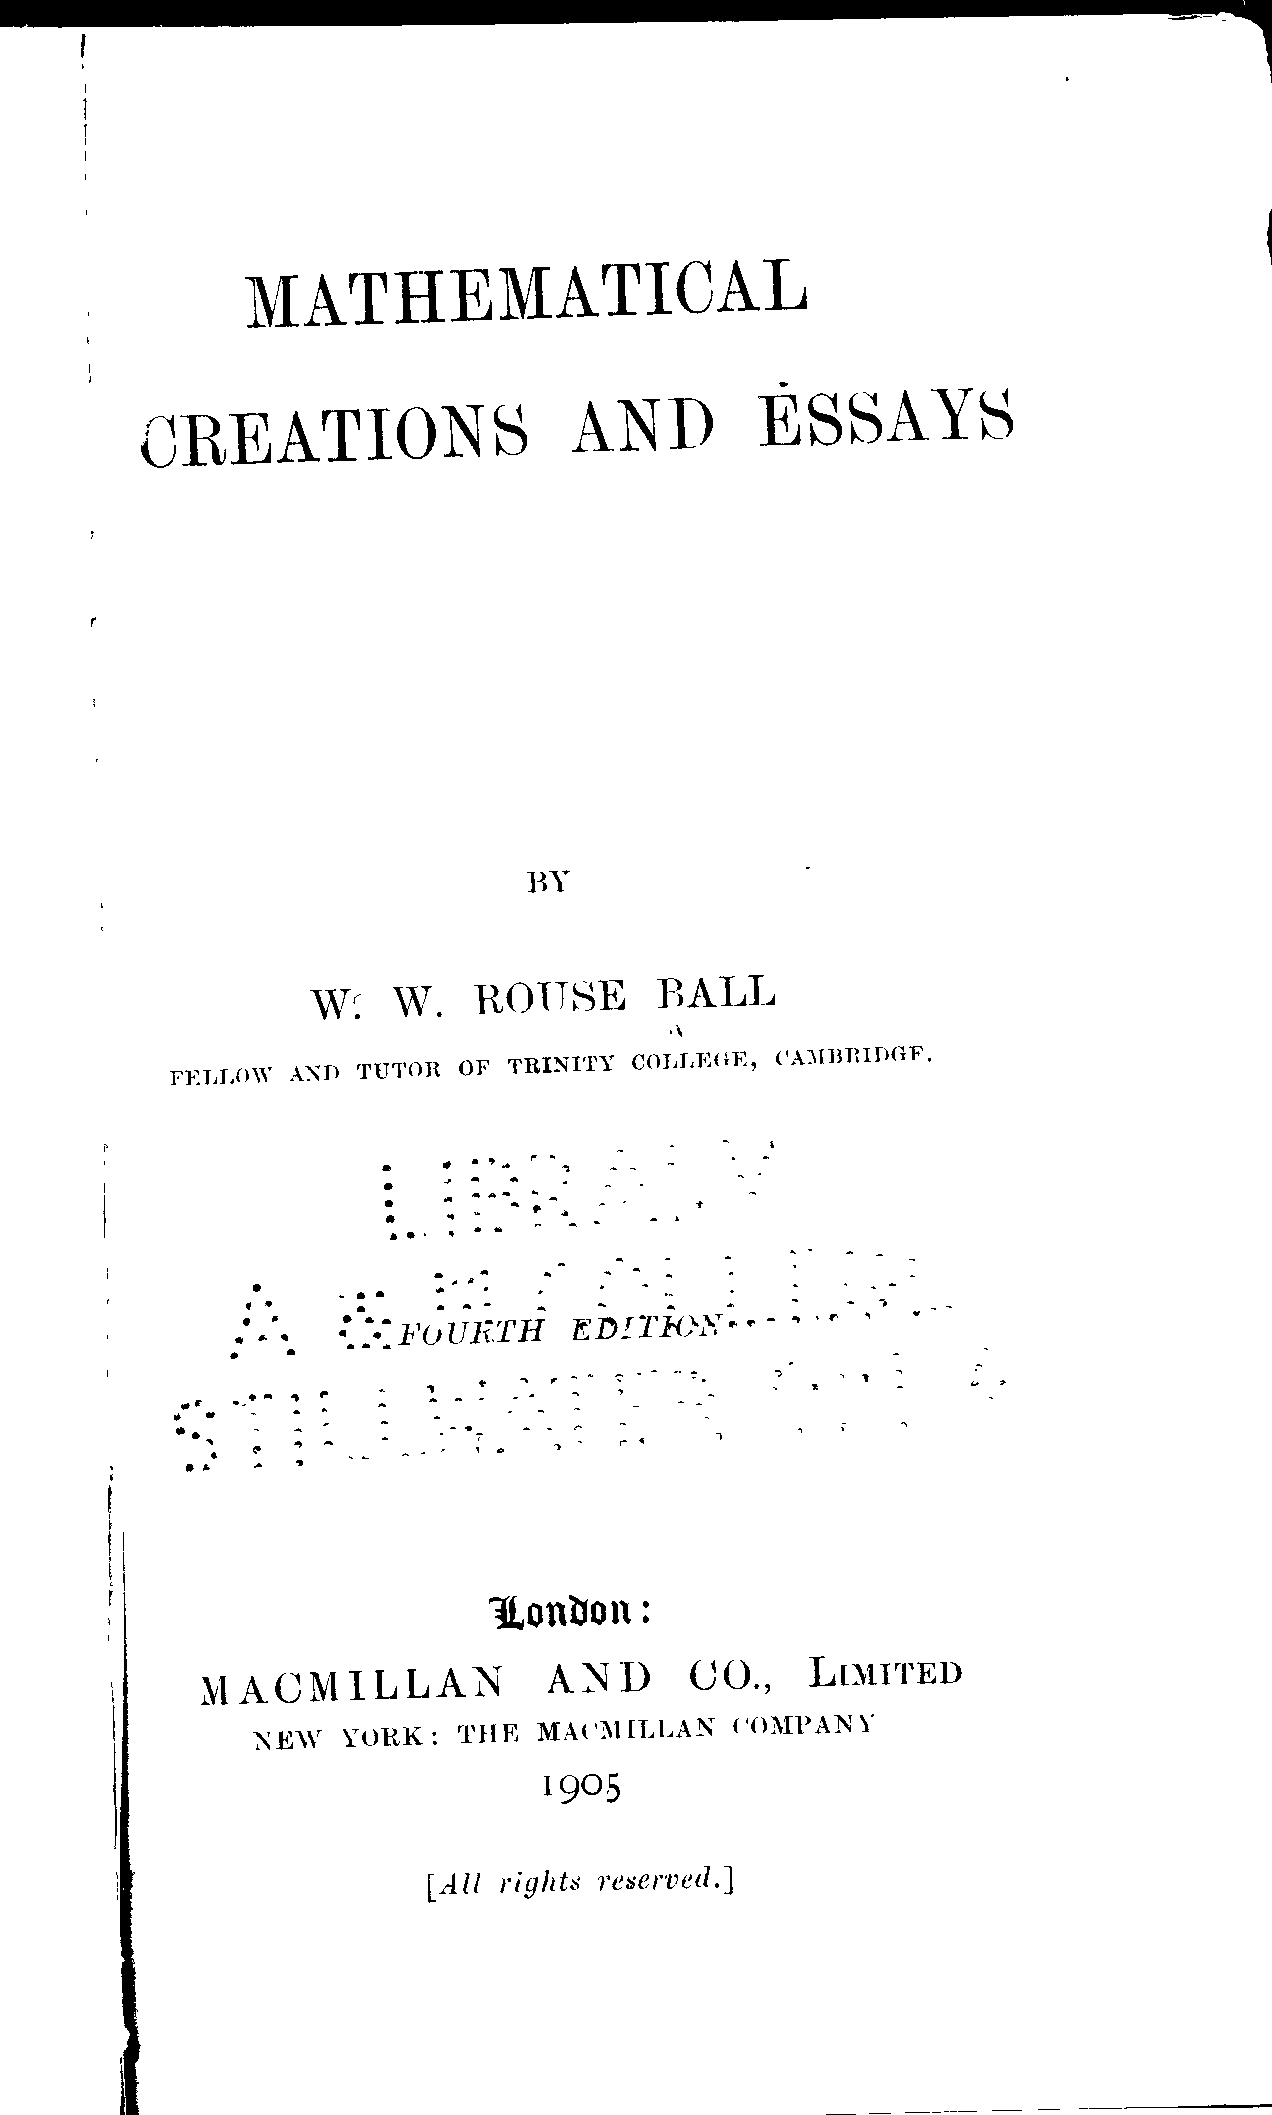 MATHEMATICAL
CREATIONS AND ESSAYS
BY
W. W. ROUSE BALL
FELLOW AND TUTOR OF TRINITY COLLEGE, CAMBRIDGE.
LIBRARY
A & M COLLEGE
FOURTH EDITION
STILLWATER, OKLA
London:
MACMILLAN AND CO., LIMITED
NEW YORK: THE MACMILLAN COMPANY
1905
[All rights reserved.]